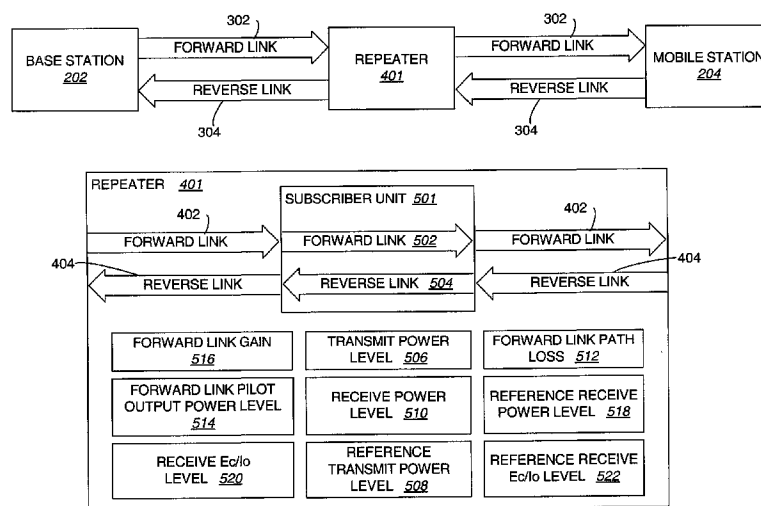 302
302
FORWARD LINK
FORWARD LINK
BASE STATION
202
REPEATER
401
MOBILE STATION
204
REVERSE LINK
REVERSE LINK
304
304
REPEATER 401
SUBSCRIBER UNIT 501
402
402
FORWARD LINK
FORWARD LINK 502
FORWARD LINK
404
404
REVERSE LINK
REVERSE LINK 504
REVERSE LINK
FORWARD LINK GAIN
516
TRANSMIT POWER
LEVEL 506
FORWARD LINK PATH
LOSS 512
FORWARD LINK PILOT
OUTPUT POWER LEVEL
514
RECEIVE POWER
LEVEL 510
REFERENCE RECEIVE
POWER LEVEL 518
RECEIVE Ec/Io
LEVEL 520
REFERENCE
TRANSMIT POWER
LEVEL 508
REFERENCE RECEIVE
Ec/Io LEVEL 522